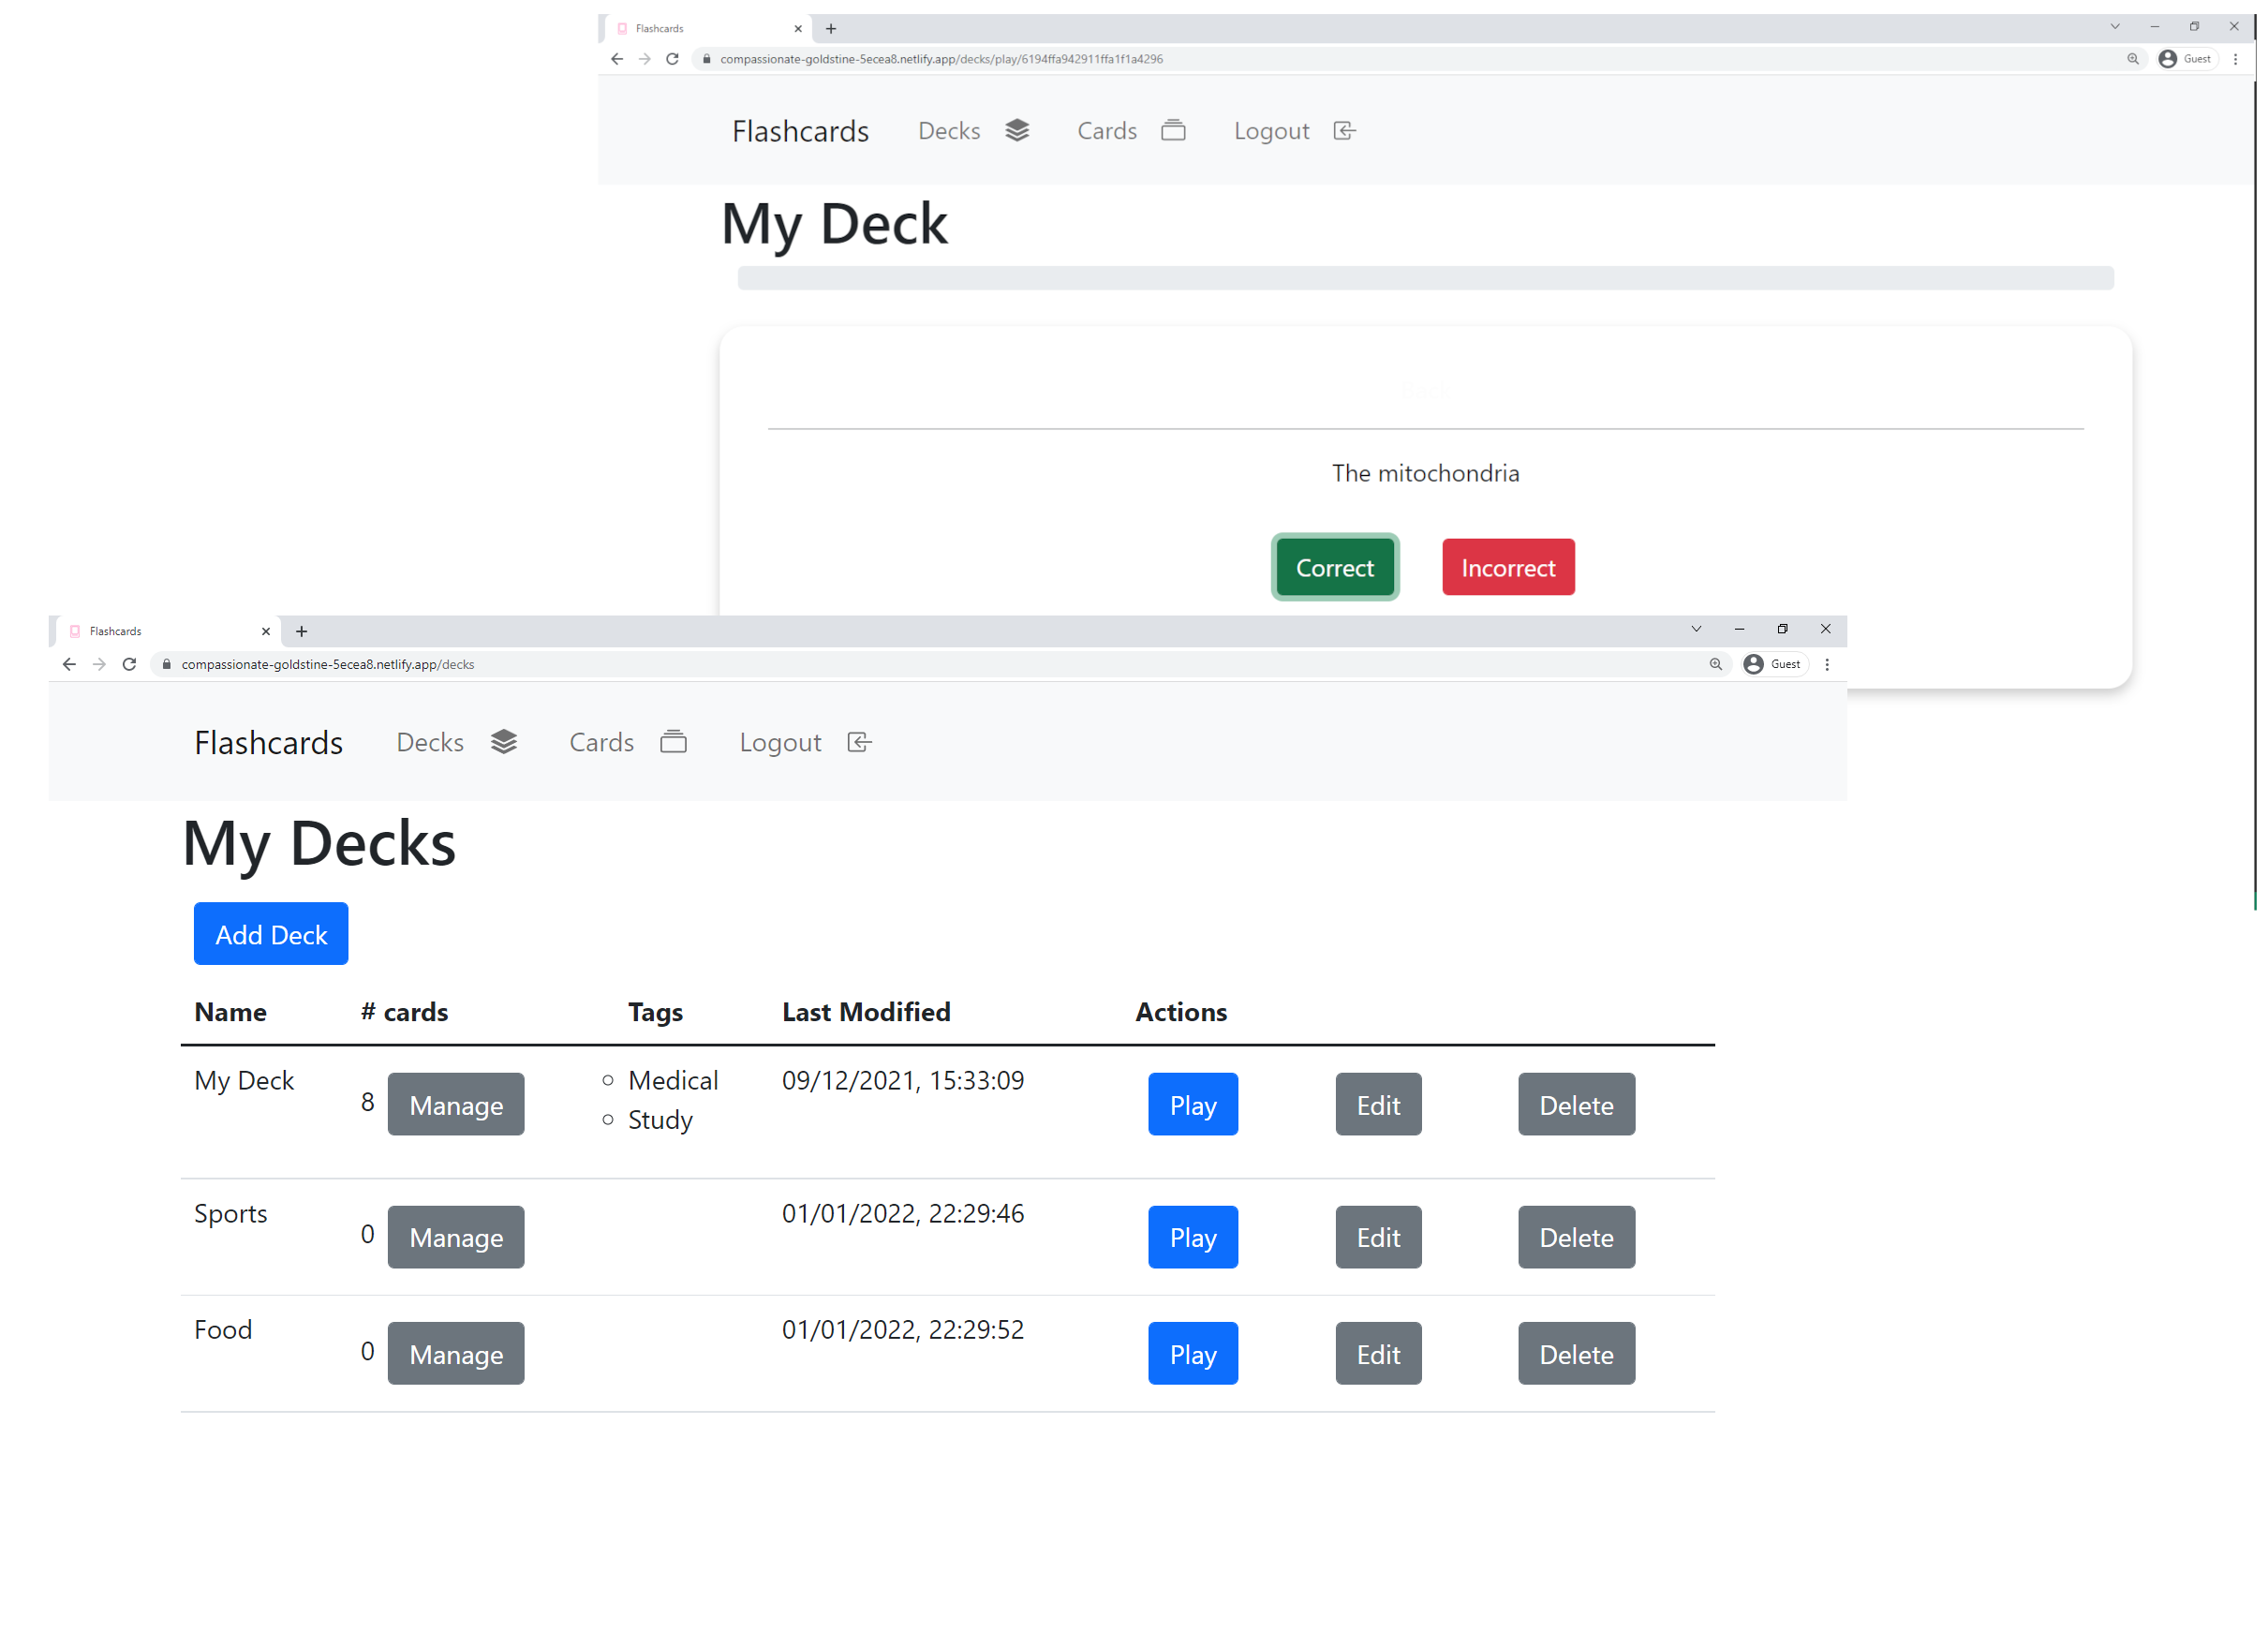 Flashcards
compassionate-goldstine-5ecea8.netlify.app/decks/play/6194ffa942911ffa1f1a4296
Guest
Flashcards Decks Cards Logout
My Deck
The mitochondria
Correct Incorrect
Flashcards
compassionate-goldstine-5ecea8.netlify.app/decks
Guest
Flashcards Decks Cards Logout
My Decks
Add Deck
Name # cards Tags Last Modified Actions
My Deck 8 Manage Medical 09/12/2021, 15:33:09 Play Edit Delete
Study
Sports 0 Manage 01/01/2022, 22:29:46 Play Edit Delete
Food 0 Manage 01/01/2022, 22:29:52 Play Edit Delete